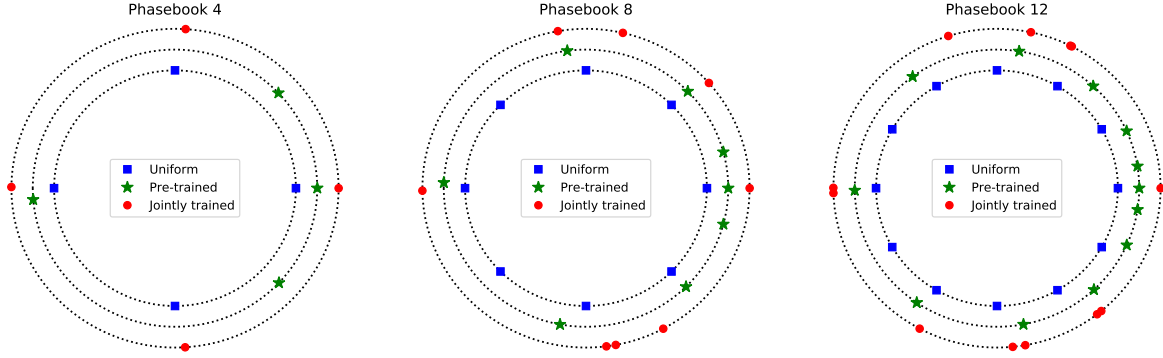 Phasebook 4
Uniform
Pre-trained
Jointly trained
Phasebook 8
Uniform
Pre-trained
Jointly trained
Phasebook 12
Uniform
Pre-trained
Jointly trained